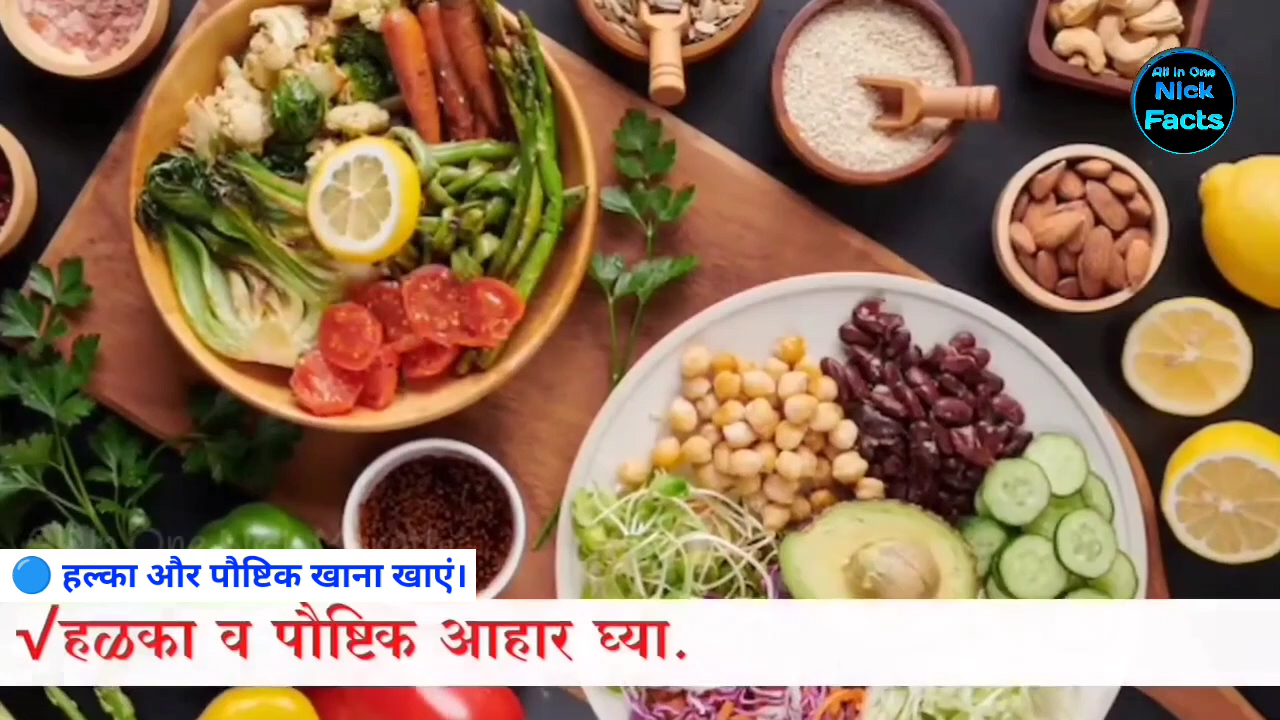 All in One
Nick
Facts
🔵 हल्का और पौष्टिक खाना खाएं।
√हळका व पौष्टिक आहार घ्या.